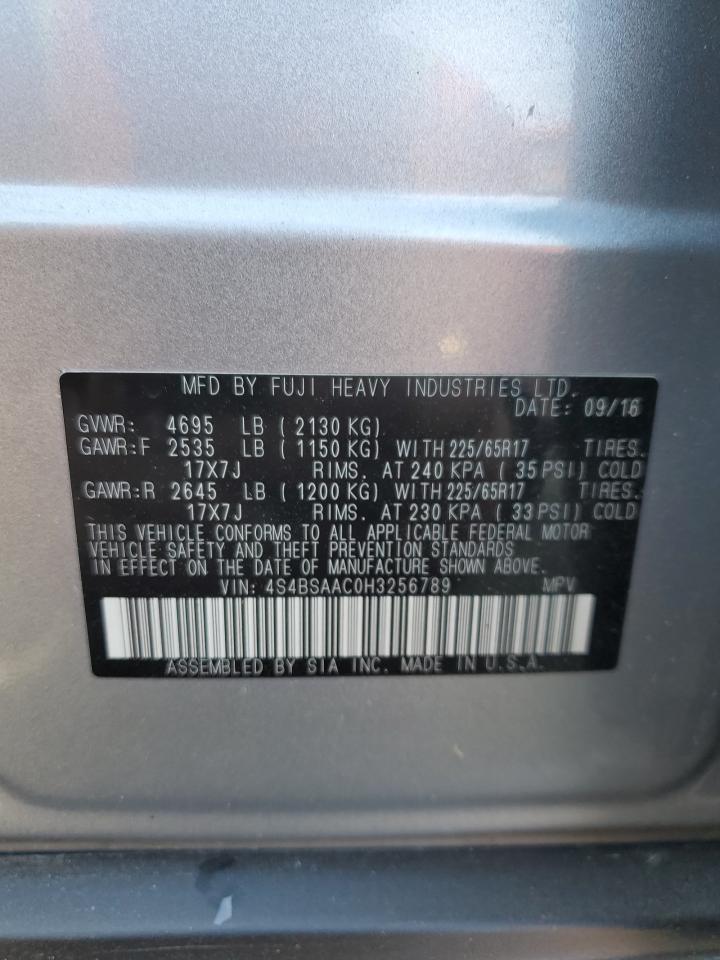 MFD BY FUJI HEAVY INDUSTRIES LTD.
DATE: 09/16
GVWR: 4695 LB ( 2130 KG)
GAWR:F 2535 LB ( 1150 KG) WITH 225/65R17 TIRES.
17X7J RIMS. AT 240 KPA ( 35 PSI) COLD
GAWR:R 2645 LB ( 1200 KG) WITH 225/65R17 TIRES.
17X7J RIMS. AT 230 KPA ( 33 PSI) COLD
THIS VEHICLE CONFORMS TO ALL APPLICABLE FEDERAL MOTOR
VEHICLE SAFETY AND THEFT PREVENTION STANDARDS
IN EFFECT ON THE DATE OF MANUFACTURE SHOWN ABOVE.
VIN: 4S4BSAAC0H3256789 MPV
ASSEMBLED BY SIA INC. MADE IN U.S.A.